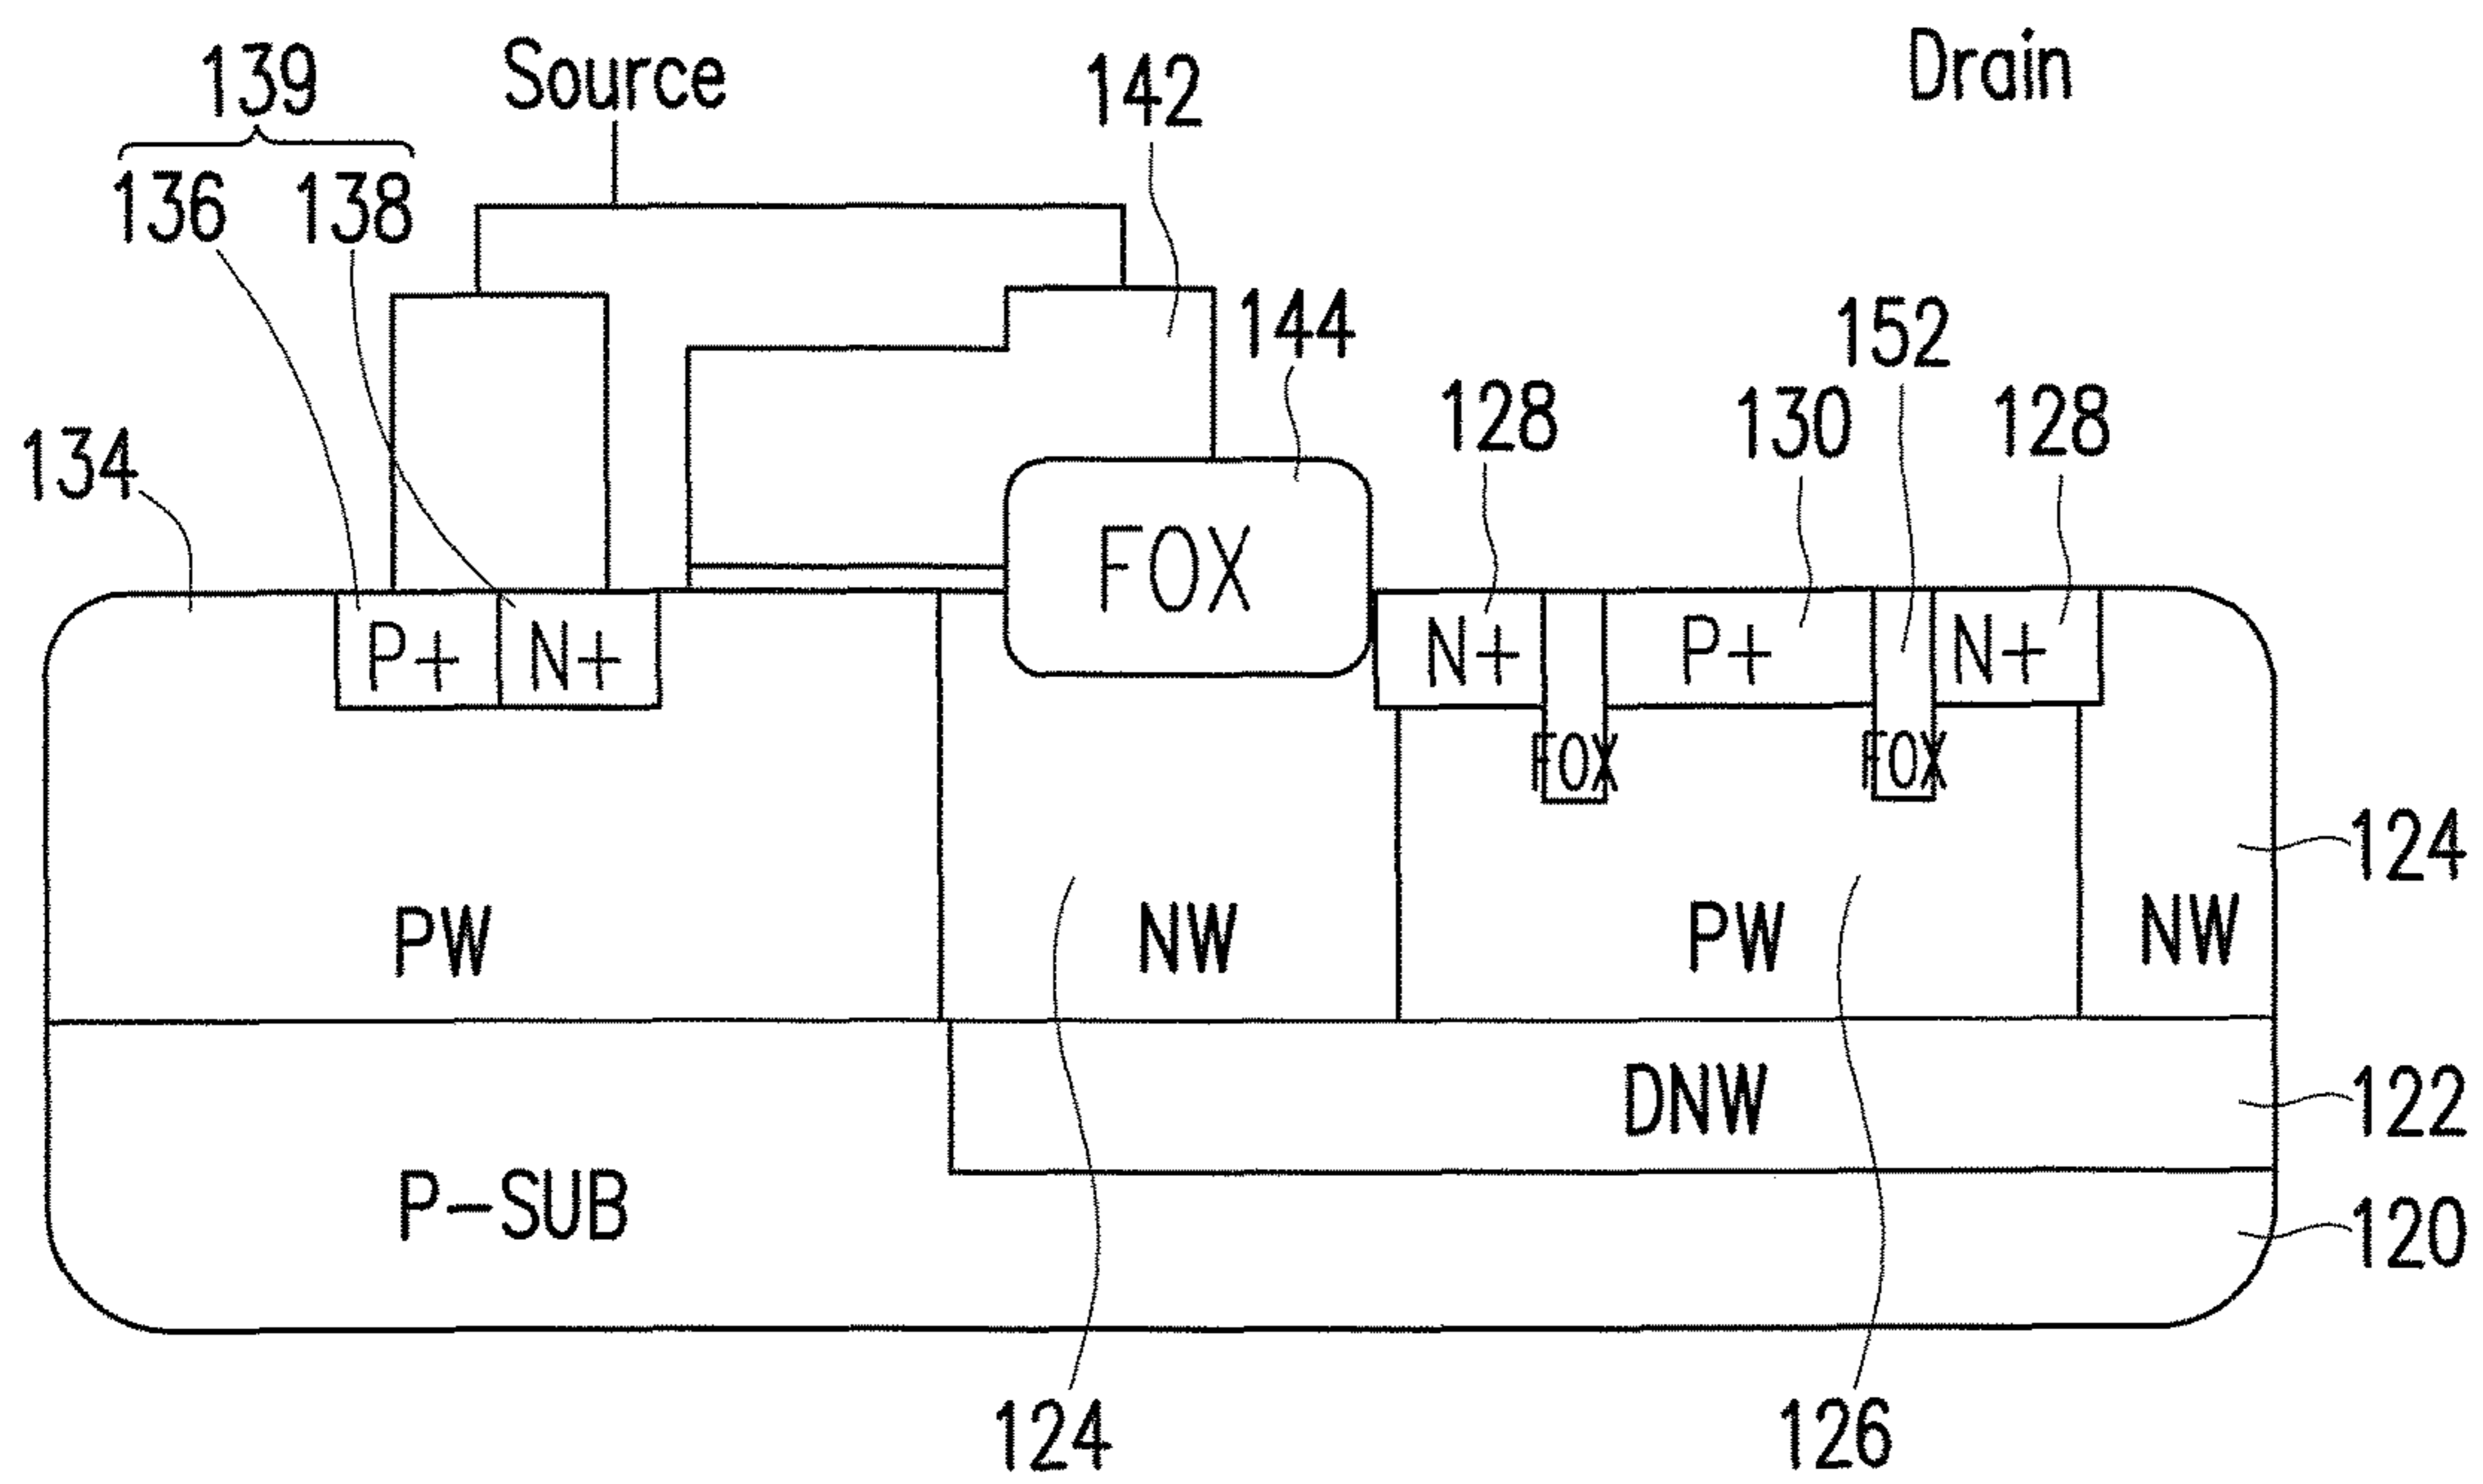 139 Source 142 Drain
136 138
144 152
128 130 128
134
FOX
P+ N+ N+ P+ N+
FOX FOX
124
PW NW PW NW
DNW 122
P-SUB 120
124 126